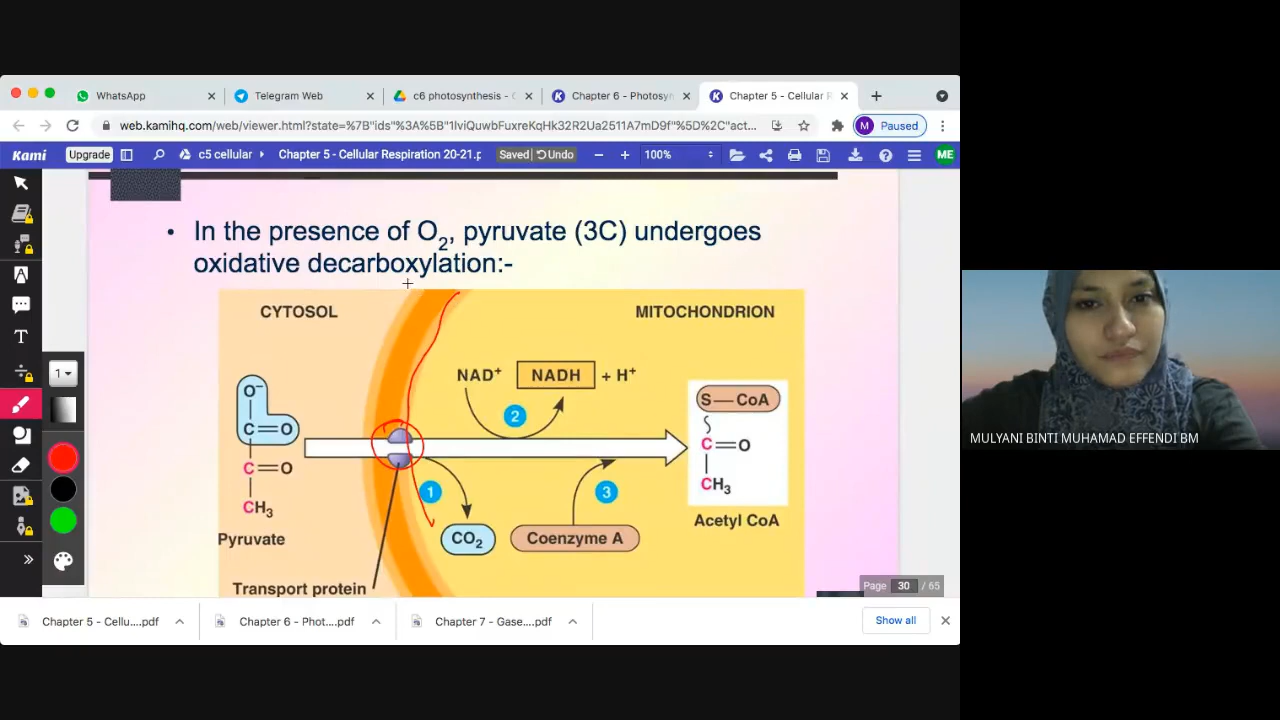 WhatsApp
Telegram Web
c6 photosynthesis - 
Chapter 6 - Photosyn
Chapter 5 - Cellular R
web.kamihq.com/web/viewer.html?state=%7B"ids"%3A%5B"1IviQuwbFuxreKqHk32R2Ua2511A7mD9f"%5D%2C"act...
M Paused
Kami
Upgrade
c5 cellular
Chapter 5 - Cellular Respiration 20-21.p
Saved
Undo
100%
ME
• In the presence of O₂, pyruvate (3C) undergoes
oxidative decarboxylation:-
CYTOSOL
MITOCHONDRION
NAD⁺ NADH + H⁺
S—CoA
O⁻
2
C=O
C=O
C=O
1
3
CH₃
CH₃
Pyruvate
CO₂
Coenzyme A
Acetyl CoA
Transport protein
T
1
Page 30 / 65
Chapter 5 - Cellu....pdf
Chapter 6 - Phot....pdf
Chapter 7 - Gase....pdf
Show all
MULYANI BINTI MUHAMAD EFFENDI BM